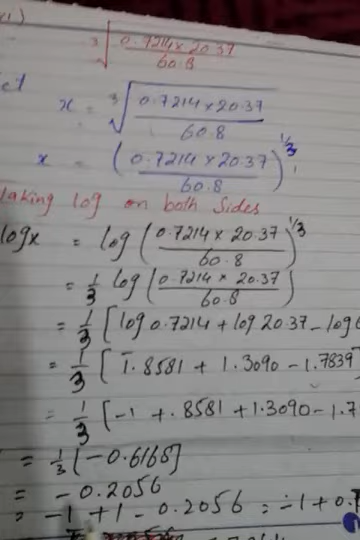 ∛(0.7214 × 20.37 / 60.8)
x = ∛(0.7214 × 20.37 / 60.8)
x = (0.7214 × 20.37 / 60.8)^1/3
Taking log on both Sides
log x = log (0.7214 × 20.37 / 60.8)^1/3
= 1/3 log (0.7214 × 20.37 / 60.8)
= 1/3 [log 0.7214 + log 20.37 - log
= 1/3 [1̄.8581 + 1.3090 - 1.7839]
= 1/3 [-1 + .8581 + 1.3090 - 1.7
= 1/3 [-0.6168]
= -0.2056
= -1 + 1 - 0.2056 = -1 + 0.7